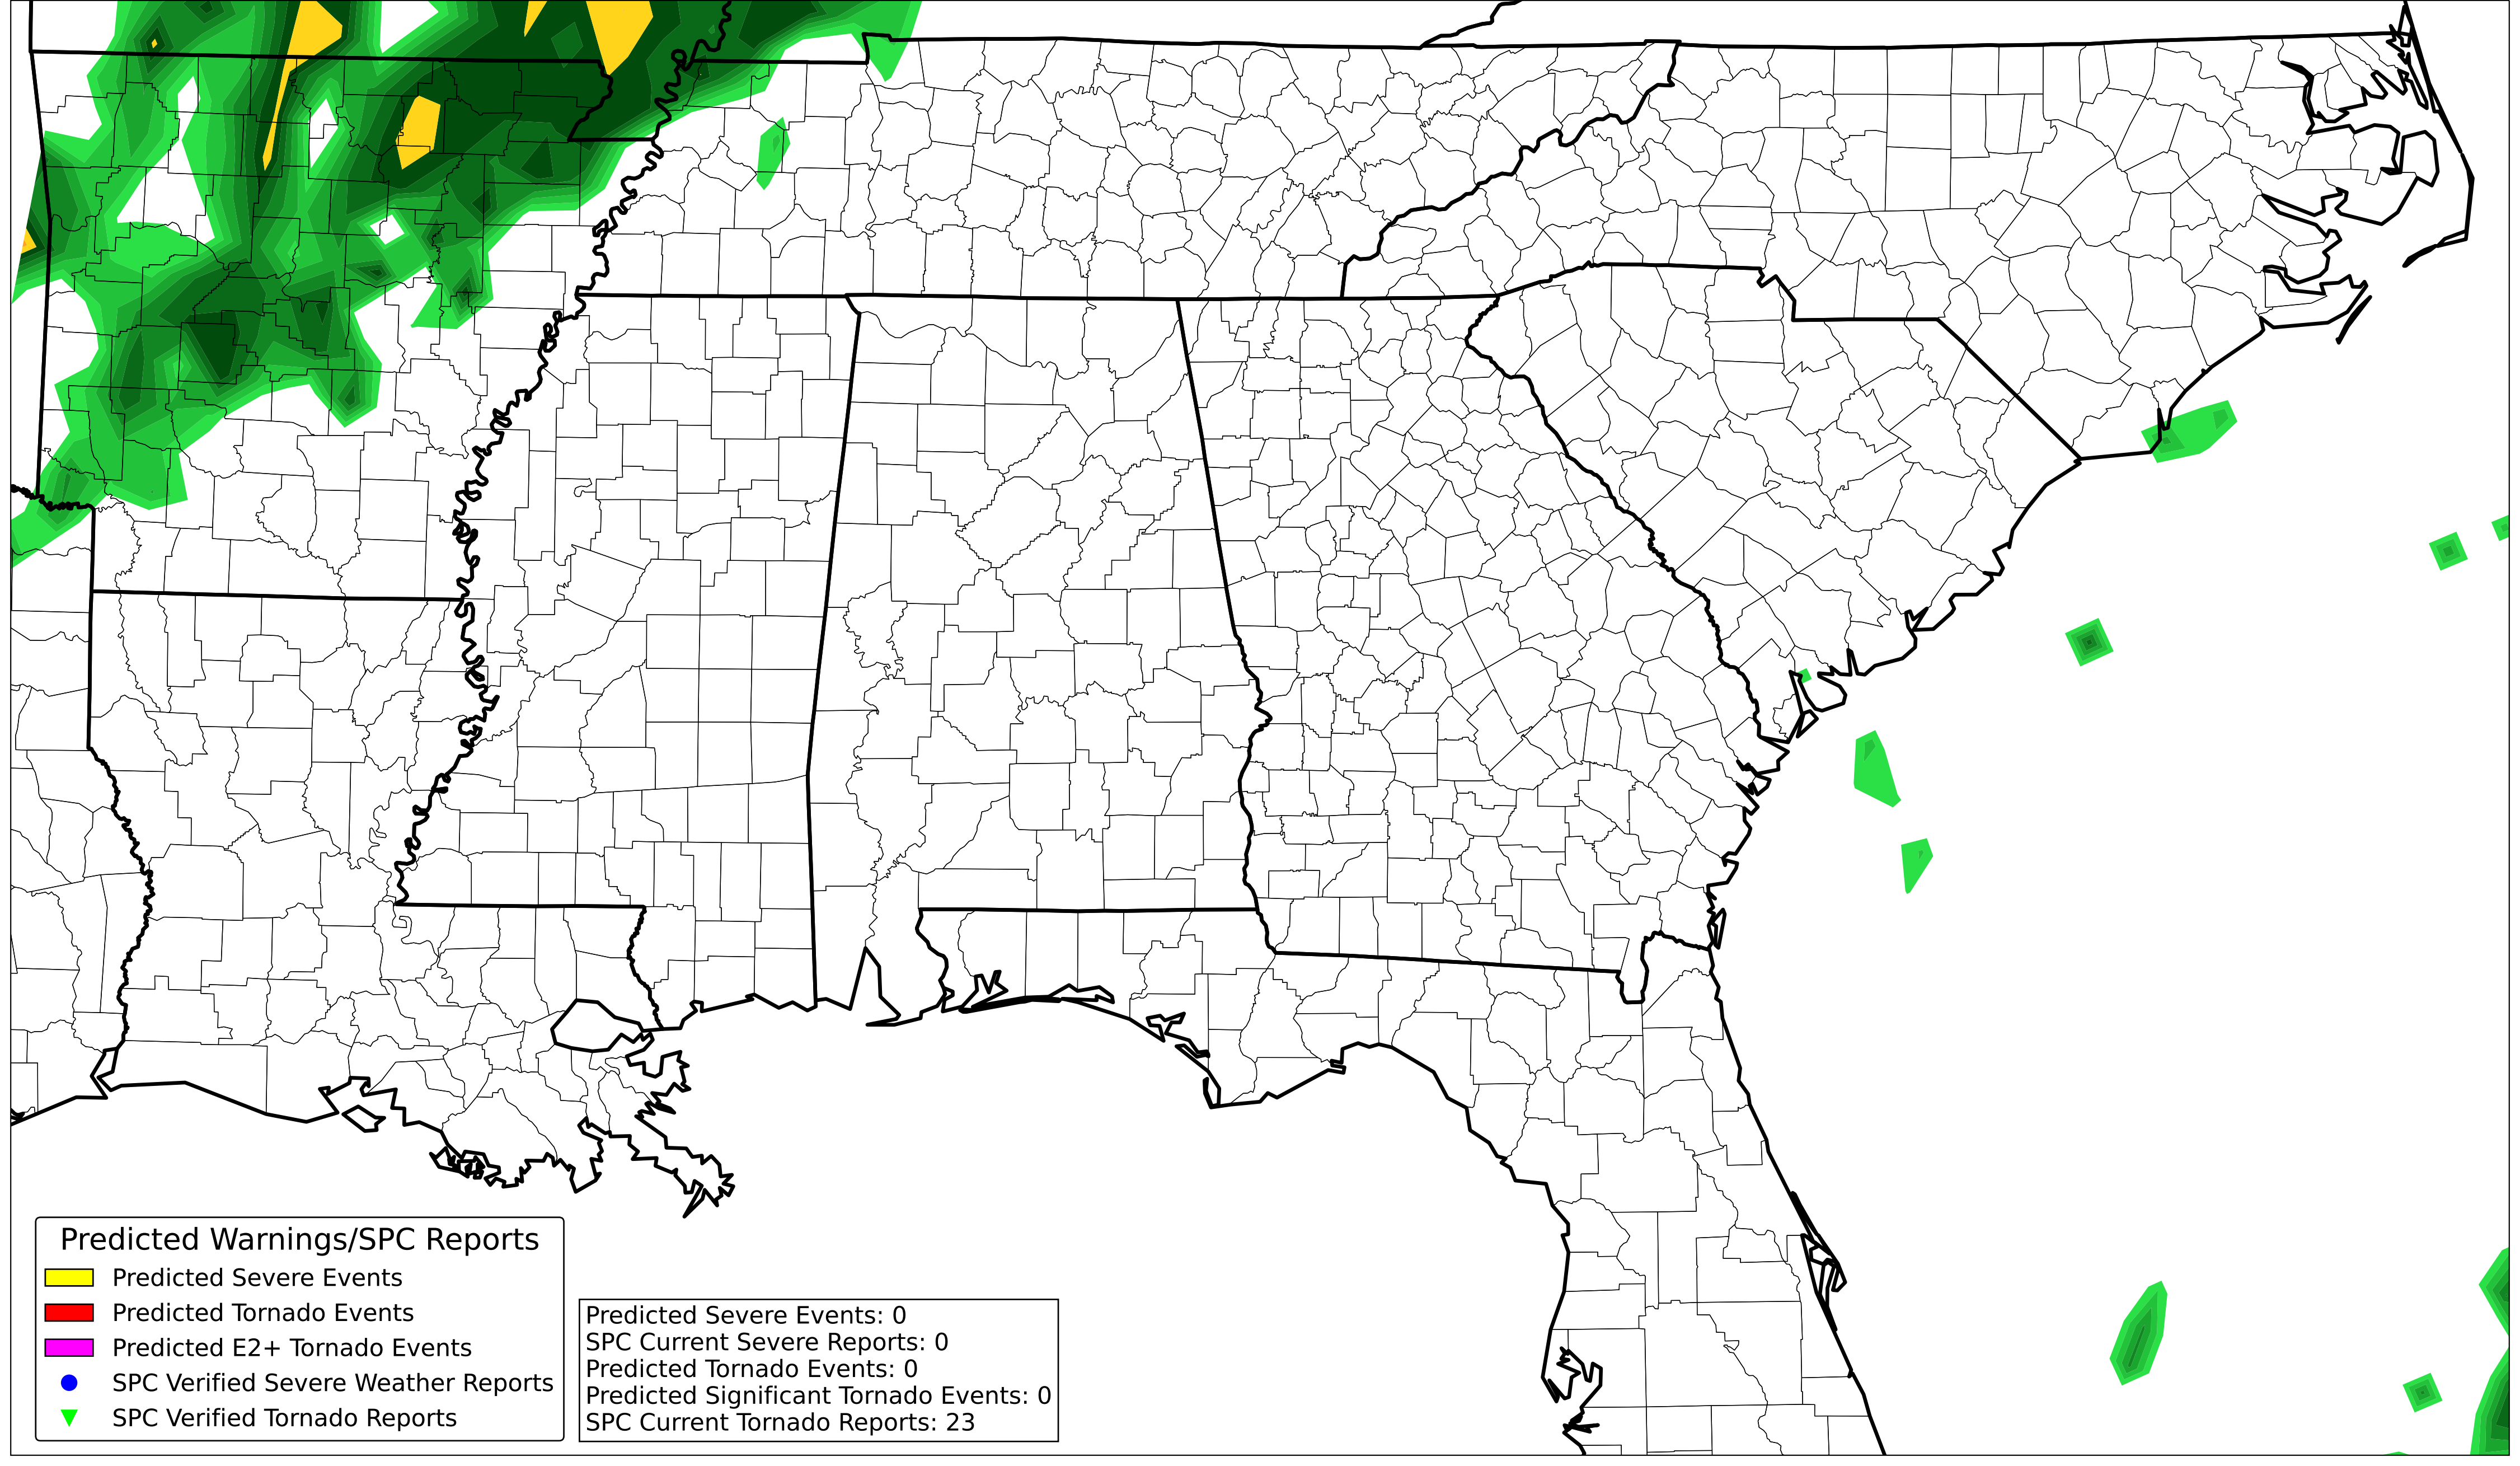 Predicted Warnings/SPC Reports
Predicted Severe Events
Predicted Tornado Events
Predicted E2+ Tornado Events
SPC Verified Severe Weather Reports
SPC Verified Tornado Reports
Predicted Severe Events: 0
SPC Current Severe Reports: 0
Predicted Tornado Events: 0
Predicted Significant Tornado Events: 0
SPC Current Tornado Reports: 23